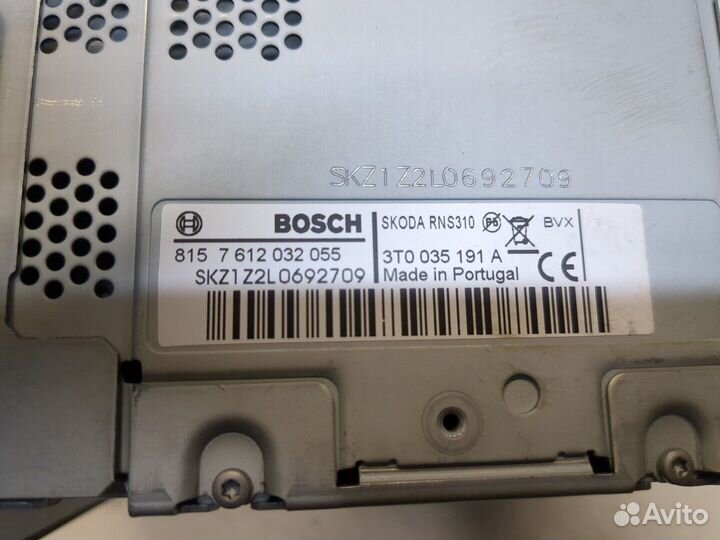 SKZ1Z2L0692709
BOSCH
815 7 612 032 055
SKZ1Z2L0692709
SKODA RNS310 Pb BVX
3T0 035 191 A
Made in Portugal CE
Avito